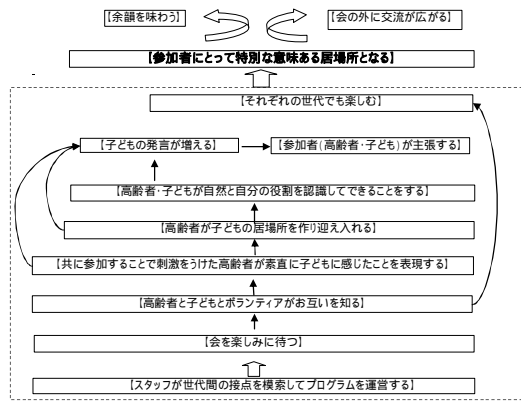 【余韻を味わう】
【会の外に交流が広がる】
【参加者にとって特別な意味ある居場所となる】
【それぞれの世代でも楽しむ】
【子どもの発言が増える】
【参加者(高齢者・子ども)が主張する】
【高齢者・子どもが自然と自分の役割を認識してできることをする】
【高齢者が子どもの居場所を作り迎え入れる】
【共に参加することで刺激をうけた高齢者が素直に子どもに感じたことを表現する】
【高齢者と子どもとボランティアがお互いを知る】
【会を楽しみに待つ】
【スタッフが世代間の接点を模索してプログラムを運営する】